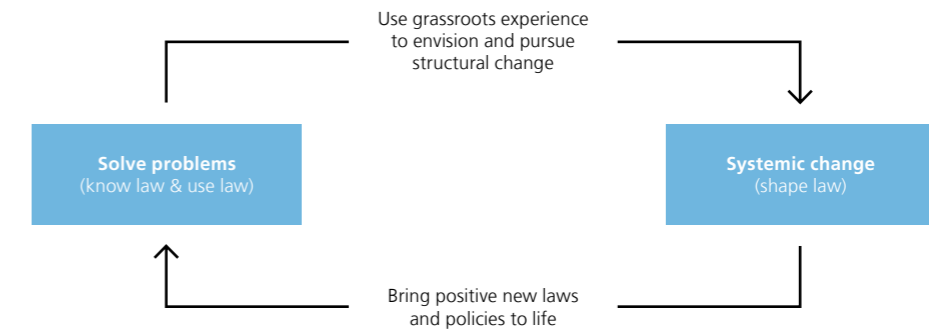 Use grassroots experience
to envision and pursue
structural change
Solve problems
(know law & use law)
Systemic change
(shape law)
Bring positive new laws
and policies to life